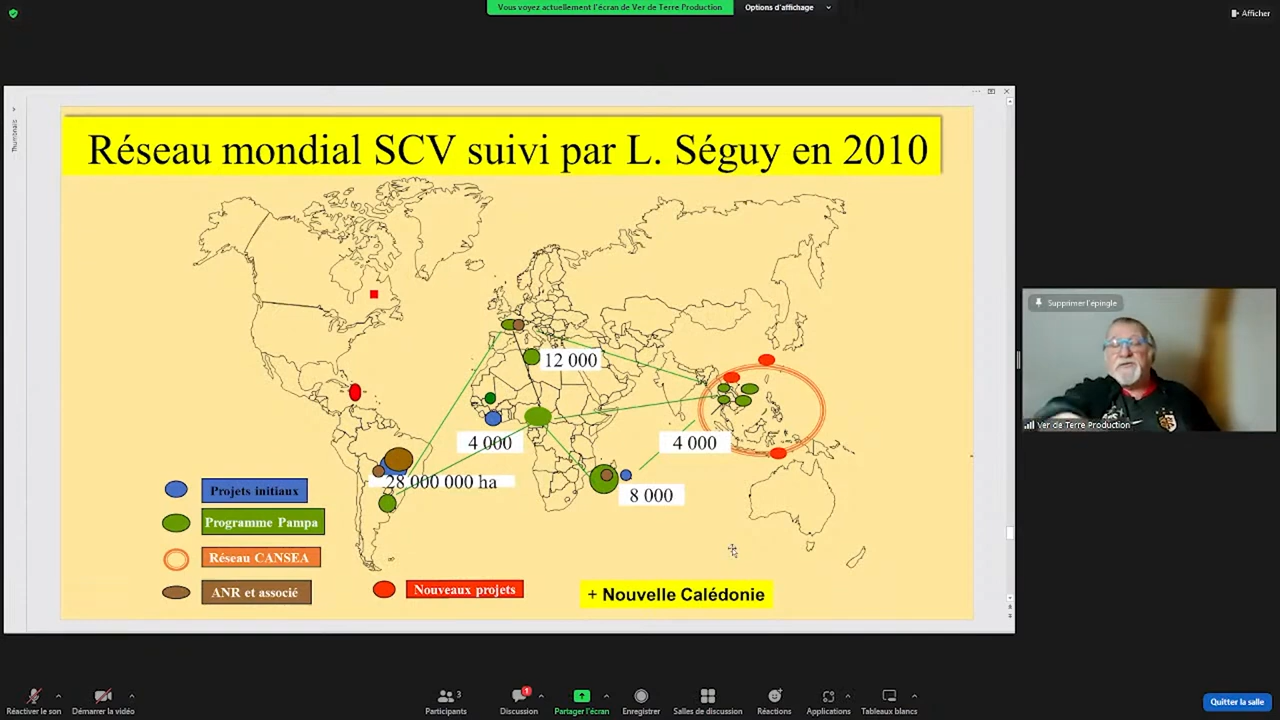 Vous voyez actuellement l'écran de Ver de Terre Production
Options d'affichage
Afficher
Thumbnails
Réseau mondial SCV suivi par L. Séguy en 2010
12 000
4 000
4 000
28 000 000 ha
8 000
Projets initiaux
Programme Pampa
Réseau CANSEA
ANR et associé
Nouveaux projets
+ Nouvelle Calédonie
Supprimer l'épingle
Ver de Terre Production
Réactiver le son
Démarrer la vidéo
3
Participants
1
Discussion
Partager l'écran
Enregistrer
Salles de discussion
Réactions
Applications
Tableaux blancs
Quitter la salle